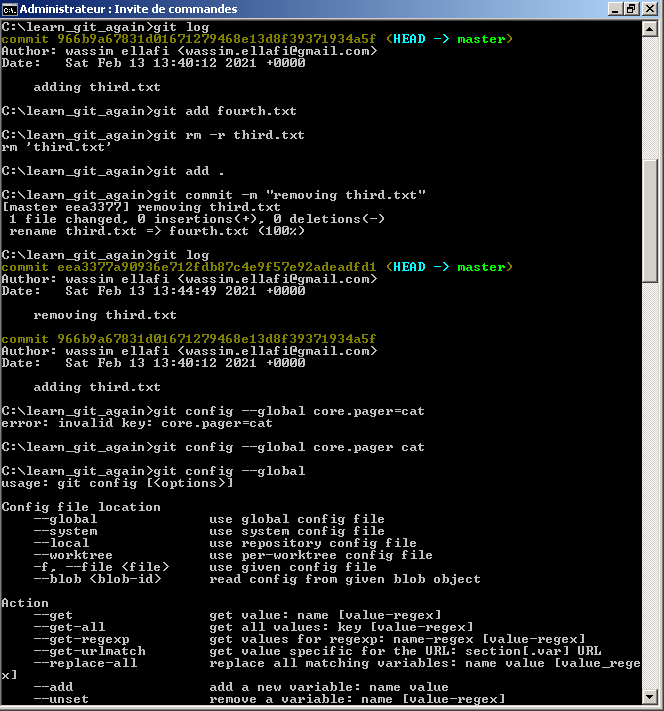 Administrateur : Invite de commandes
C:\learn_git_again>git log
commit 966b9a67831d01671279468e13d8f39371934a5f (HEAD -> master)
Author: wassim ellafi <wassim.ellafi@gmail.com>
Date:   Sat Feb 13 13:40:12 2021 +0000
    adding third.txt
C:\learn_git_again>git add fourth.txt
C:\learn_git_again>git rm -r third.txt
rm 'third.txt'
C:\learn_git_again>git add .
C:\learn_git_again>git commit -m "removing third.txt"
[master eea3377] removing third.txt
 1 file changed, 0 insertions(+), 0 deletions(-)
 rename third.txt => fourth.txt (100%)
C:\learn_git_again>git log
commit eea3377a90936e712fdb87c4e9f57e92adeadfd1 (HEAD -> master)
Author: wassim ellafi <wassim.ellafi@gmail.com>
Date:   Sat Feb 13 13:44:49 2021 +0000
    removing third.txt
commit 966b9a67831d01671279468e13d8f39371934a5f
Author: wassim ellafi <wassim.ellafi@gmail.com>
Date:   Sat Feb 13 13:40:12 2021 +0000
    adding third.txt
C:\learn_git_again>git config --global core.pager=cat
error: invalid key: core.pager=cat
C:\learn_git_again>git config --global core.pager cat
C:\learn_git_again>git config --global
usage: git config [<options>]
Config file location
    --global              use global config file
    --system              use system config file
    --local               use repository config file
    --worktree            use per-worktree config file
    -f, --file <file>     use given config file
    --blob <blob-id>      read config from given blob object
Action
    --get                 get value: name [value-regex]
    --get-all             get all values: key [value-regex]
    --get-regexp          get values for regexp: name-regex [value-regex]
    --get-urlmatch        get value specific for the URL: section[.var] URL
    --replace-all         replace all matching variables: name value [value_rege
x]
    --add                 add a new variable: name value
    --unset               remove a variable: name [value-regex]